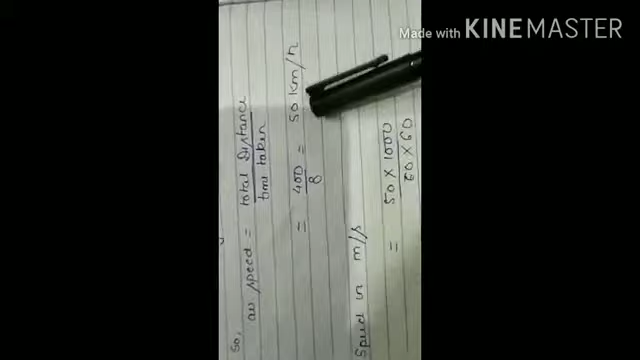 Made with KINEMASTER
So,
av speed = total Distance / time taken
= 400 / 8 = 50 km/h
Speed in m/s
= 50 × 1000 / 60 × 60